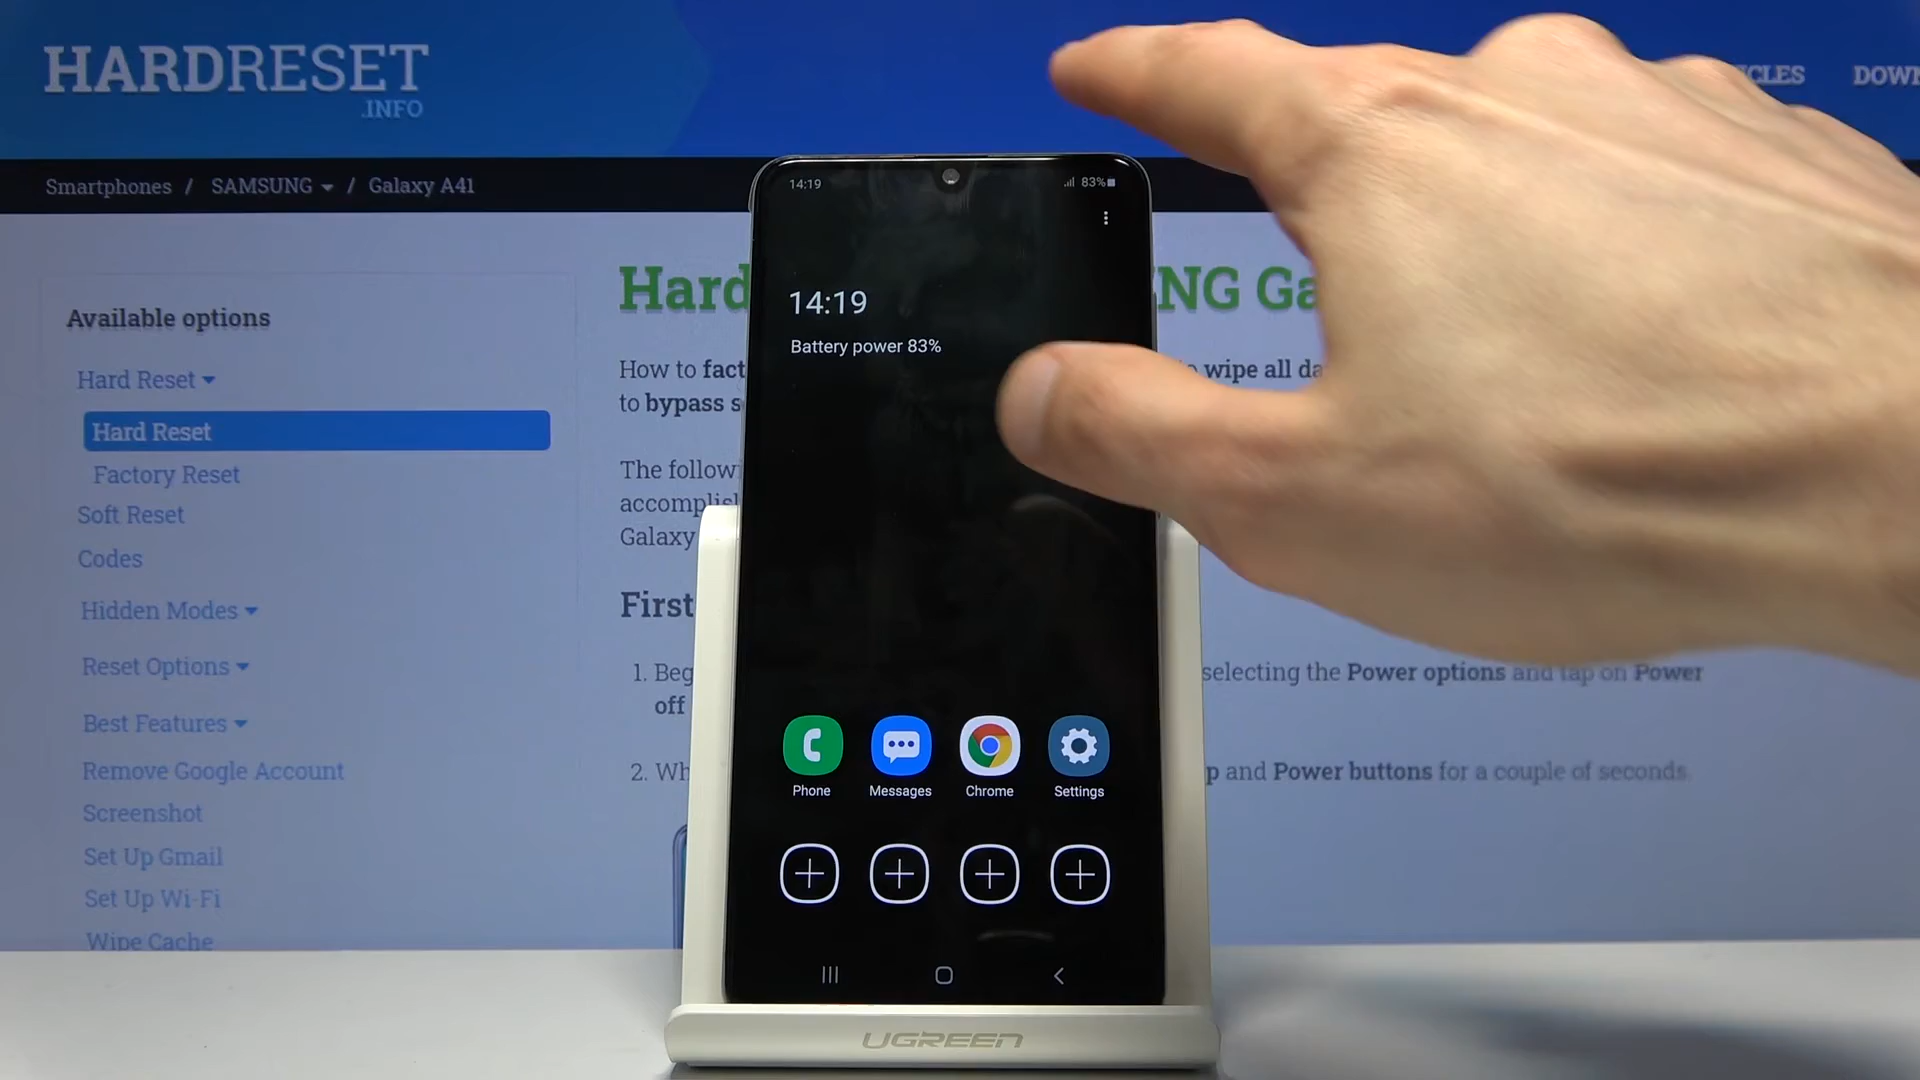 HARDRESET
.INFO
DOWN
Smartphones / SAMSUNG / Galaxy A41
Available options
Hard Reset
Hard Reset
Factory Reset
Soft Reset
Codes
Hidden Modes
Reset Options
Best Features
Remove Google Account
Screenshot
Set Up Gmail
Set Up Wi-Fi
Wipe Cache
Hard
NG Ga
How to fact
wipe all da
to bypass s
The follow
accomplis
Galaxy
First
1. Beg
selecting the Power options and tap on Power
off
2. Wh
p and Power buttons for a couple of seconds
14:19
83%
14:19
Battery power 83%
Phone
Messages
Chrome
Settings
UGREEN